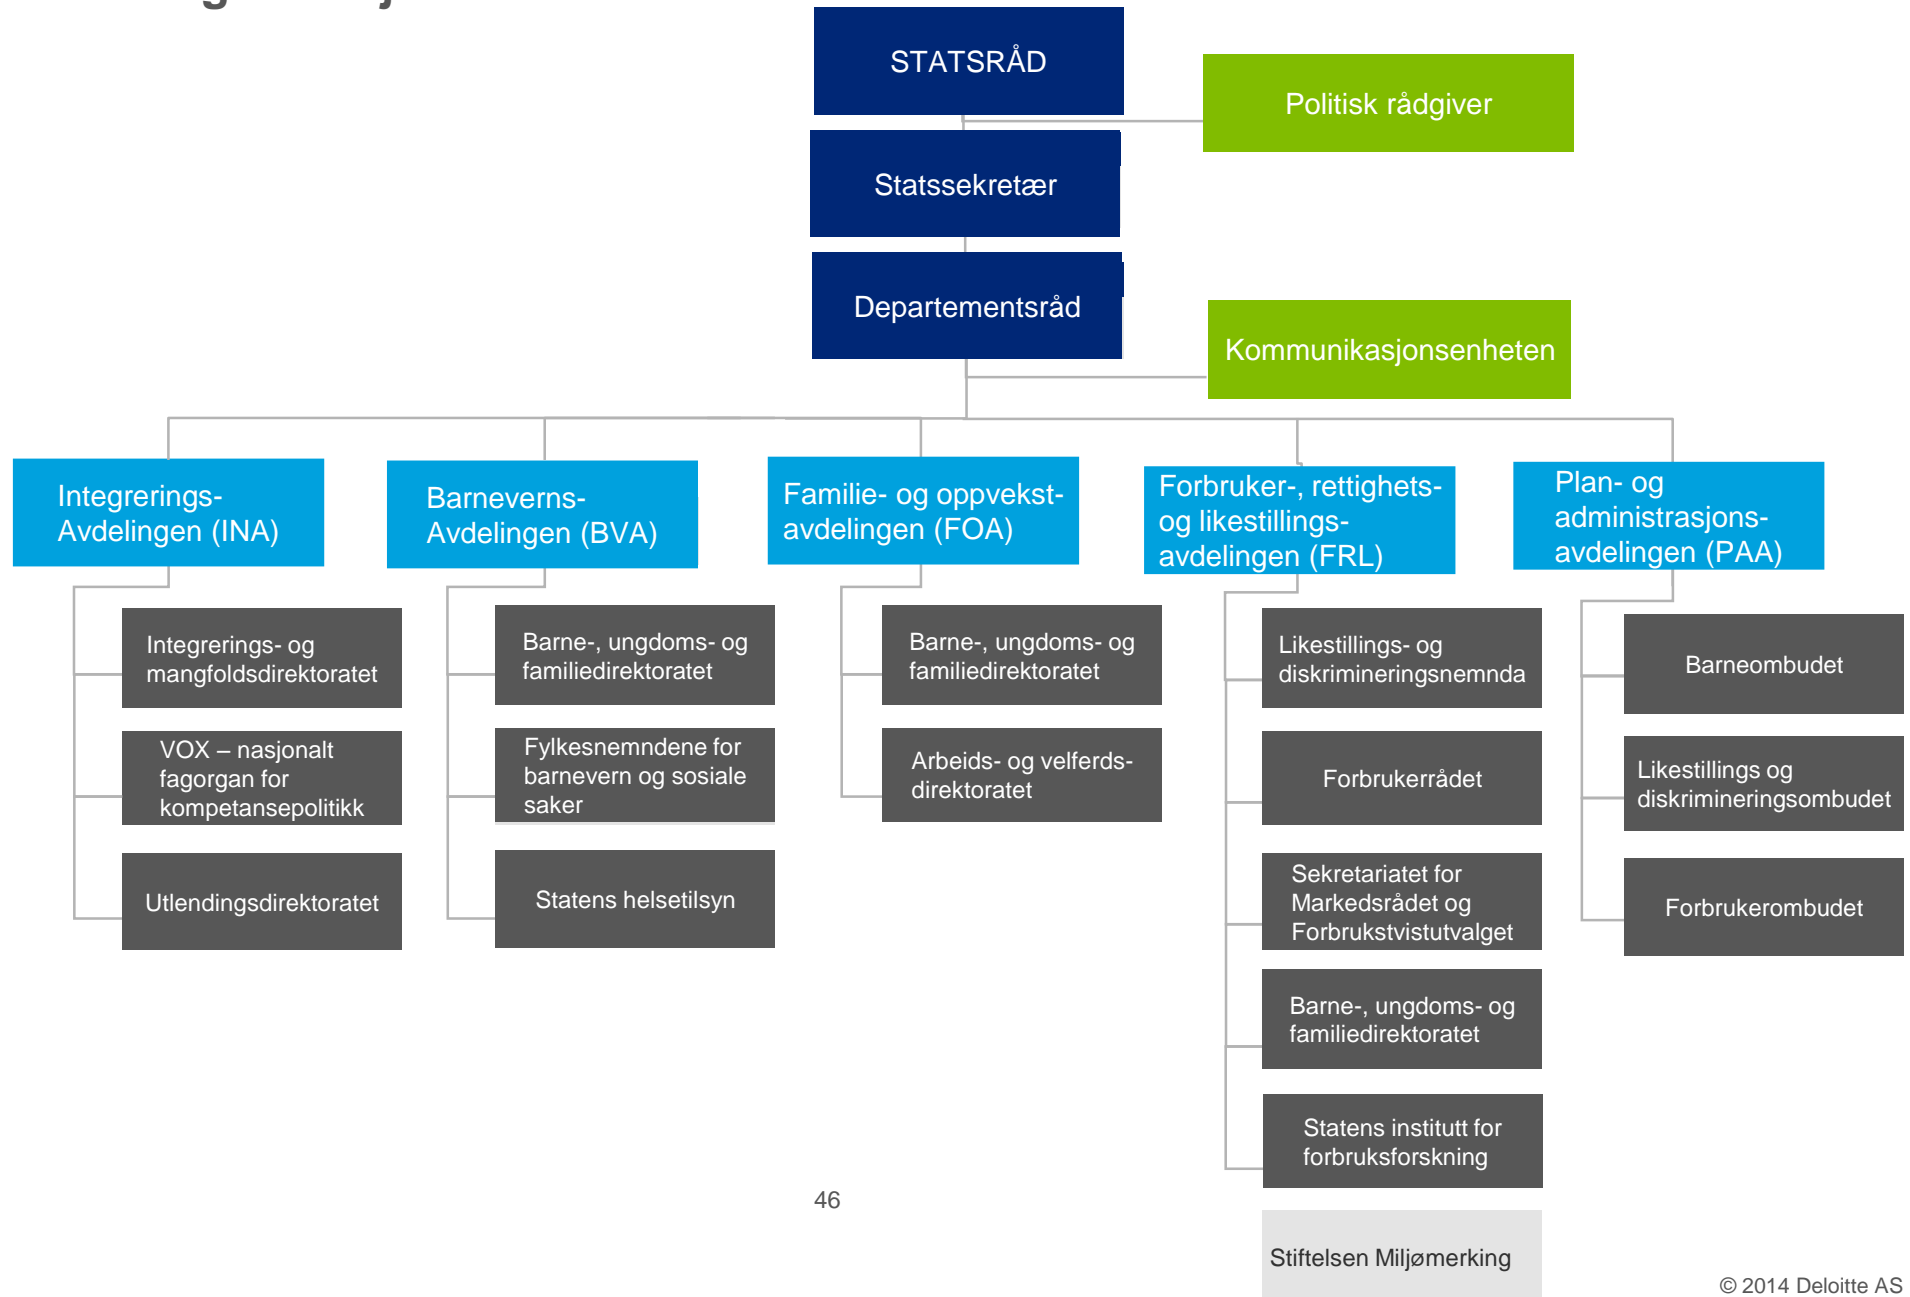 STATSRÅD
Politisk rådgiver
Statssekretær
Departementsråd
Kommunikasjonsenheten
Integrerings-
Avdelingen (INA)
Barneverns-
Avdelingen (BVA)
Familie- og oppvekst-
avdelingen (FOA)
Forbruker-, rettighets-
og likestillings-
avdelingen (FRL)
Plan- og
administrasjons-
avdelingen (PAA)
Integrerings- og
mangfoldsdirektoratet
VOX – nasjonalt
fagorgan for
kompetansepolitikk
Utlendingsdirektoratet
Barne-, ungdoms- og
familiedirektoratet
Fylkesnemndene for
barnevern og sosiale
saker
Statens helsetilsyn
Barne-, ungdoms- og
familiedirektoratet
Arbeids- og velferds-
direktoratet
Likestillings- og
diskrimineringsnemnda
Forbrukerrådet
Sekretariatet for
Markedsrådet og
Forbrukstvistutvalget
Barne-, ungdoms- og
familiedirektoratet
Statens institutt for
forbruksforskning
Stiftelsen Miljømerking
Barneombudet
Likestillings og
diskrimineringsombudet
Forbrukerombudet
46
© 2014 Deloitte AS